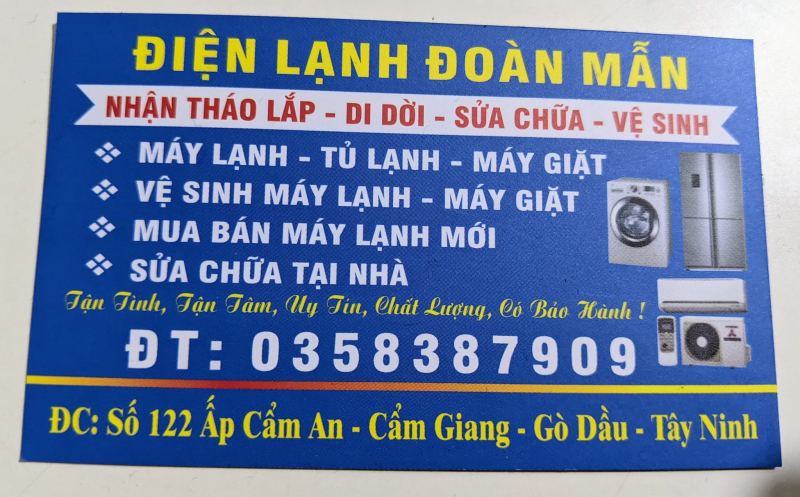 ĐIỆN LẠNH ĐOÀN MẪN
NHẬN THÁO LẮP - DI DỜI - SỬA CHỮA - VỆ SINH
❖ MÁY LẠNH - TỦ LẠNH - MÁY GIẶT
❖ VỆ SINH MÁY LẠNH - MÁY GIẶT
❖ MUA BÁN MÁY LẠNH MỚI
❖ SỬA CHỮA TẠI NHÀ
Tận Tình, Tận Tâm, Uy Tín, Chất Lượng, Có Bảo Hành !
ĐT: 0358387909
ĐC: Số 122 Ấp Cẩm An - Cẩm Giang - Gò Dầu - Tây Ninh